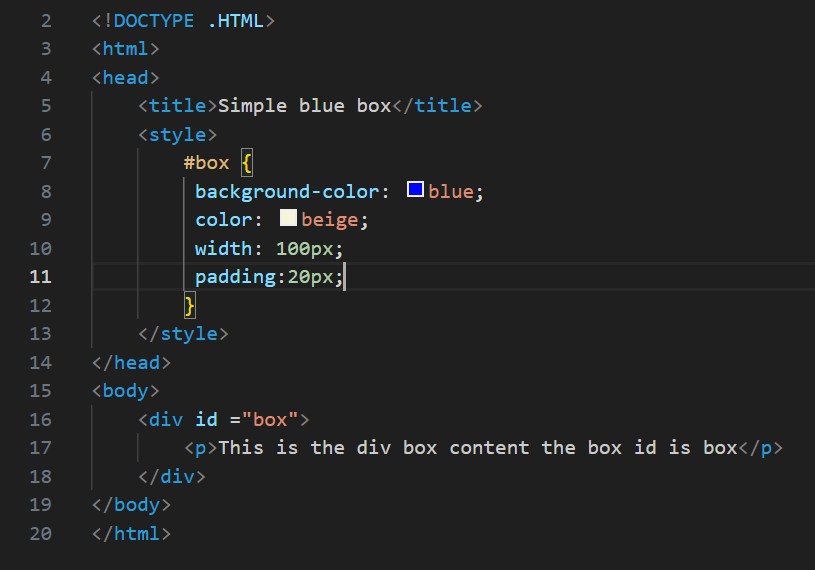 2 <!DOCTYPE .HTML>
3 <html>
4 <head>
5 <title>Simple blue box</title>
6 <style>
7 #box {
8 background-color: blue;
9 color: beige;
10 width: 100px;
11 padding:20px;
12 }
13 </style>
14 </head>
15 <body>
16 <div id ="box">
17 <p>This is the div box content the box id is box</p>
18 </div>
19 </body>
20 </html>